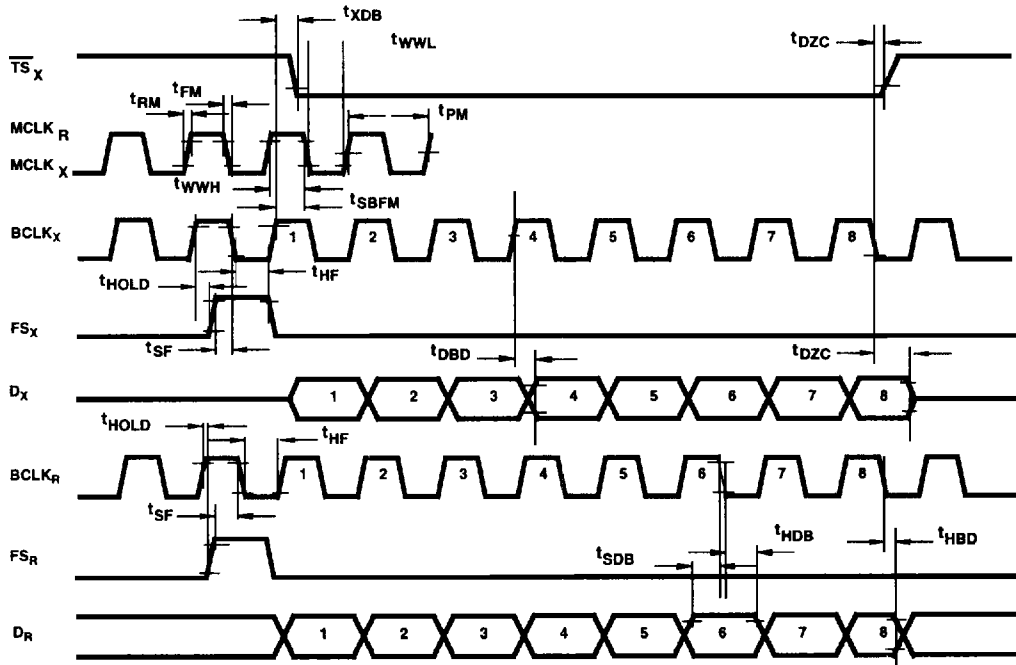 tXDB
tWWL
tDZC
TSX
tFM
tRM
tPM
MCLKR
MCLKX
tWWH
tSBFM
BCLKX
1 2 3 4 5 6 7 8
tHF
tHOLD
FSX
tSF
tDBD
tDZC
DX
1 2 3 4 5 6 7 8
tHOLD
tHF
BCLKR
1 2 3 4 5 6 7 8
tSF
tHDB
tHBD
FSR
tSDB
DR
1 2 3 4 5 6 7 8